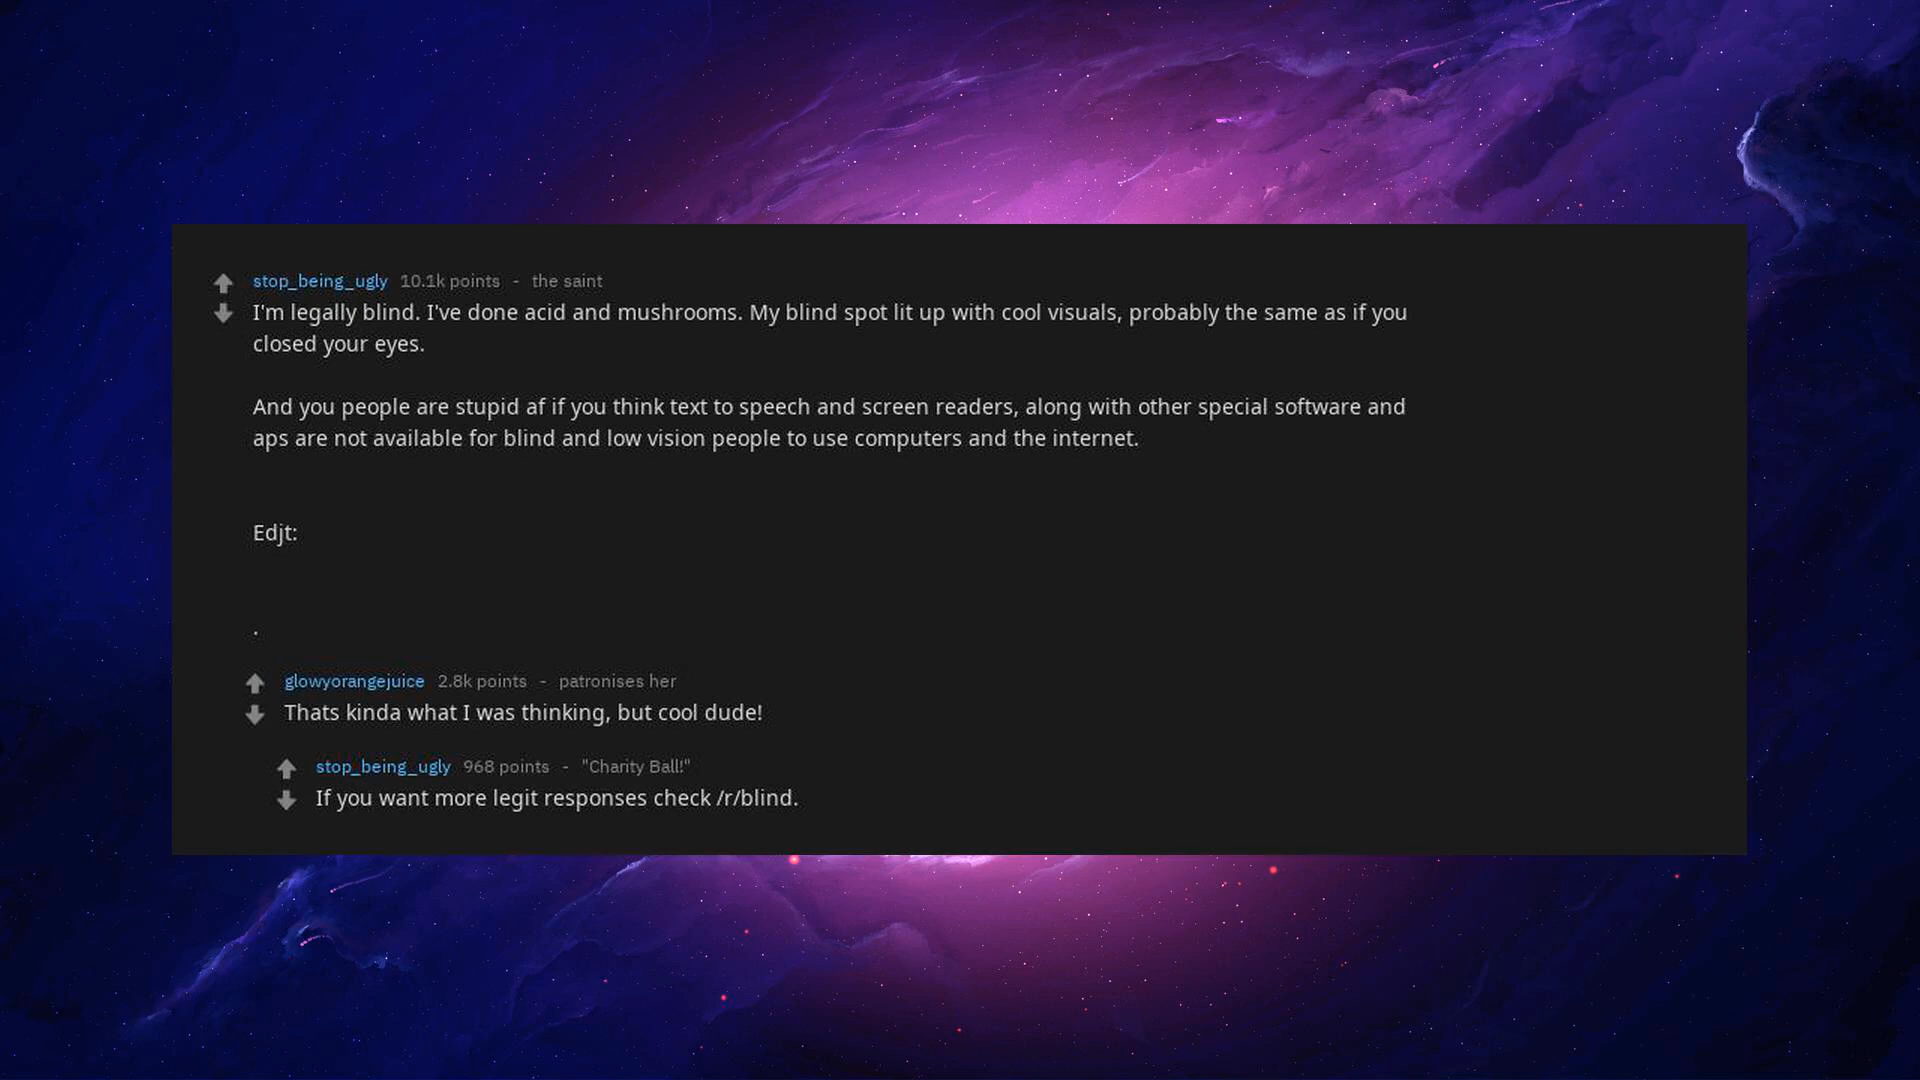 stop_being_ugly 10.1k points - the saint
I'm legally blind. I've done acid and mushrooms. My blind spot lit up with cool visuals, probably the same as if you
closed your eyes.
And you people are stupid af if you think text to speech and screen readers, along with other special software and
aps are not available for blind and low vision people to use computers and the internet.
Edjt:
.
glowyorangejuice 2.8k points - patronises her
Thats kinda what I was thinking, but cool dude!
stop_being_ugly 968 points - "Charity Ball!"
If you want more legit responses check /r/blind.